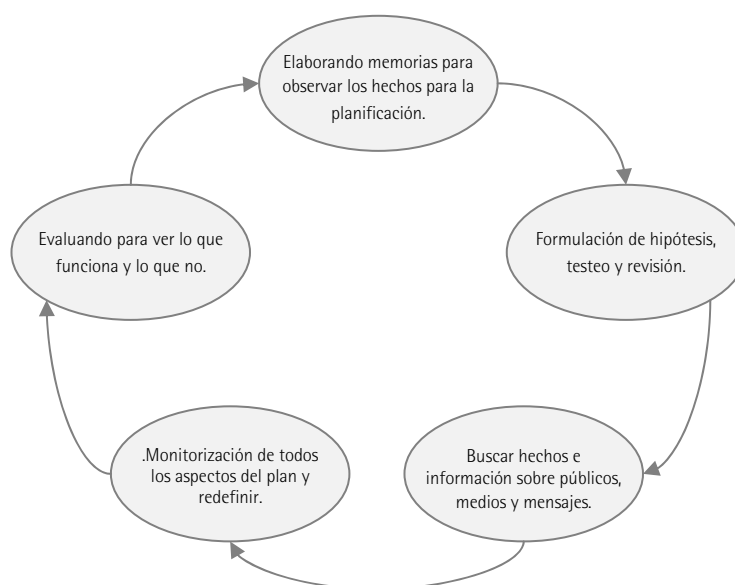 Elaborando memorias para
observar los hechos para la
planificación.
Formulación de hipótesis,
testeo y revisión.
Buscar hechos e
información sobre públicos,
medios y mensajes.
.Monitorización de todos
los aspectos del plan y
redefinir.
Evaluando para ver lo que
funciona y lo que no.